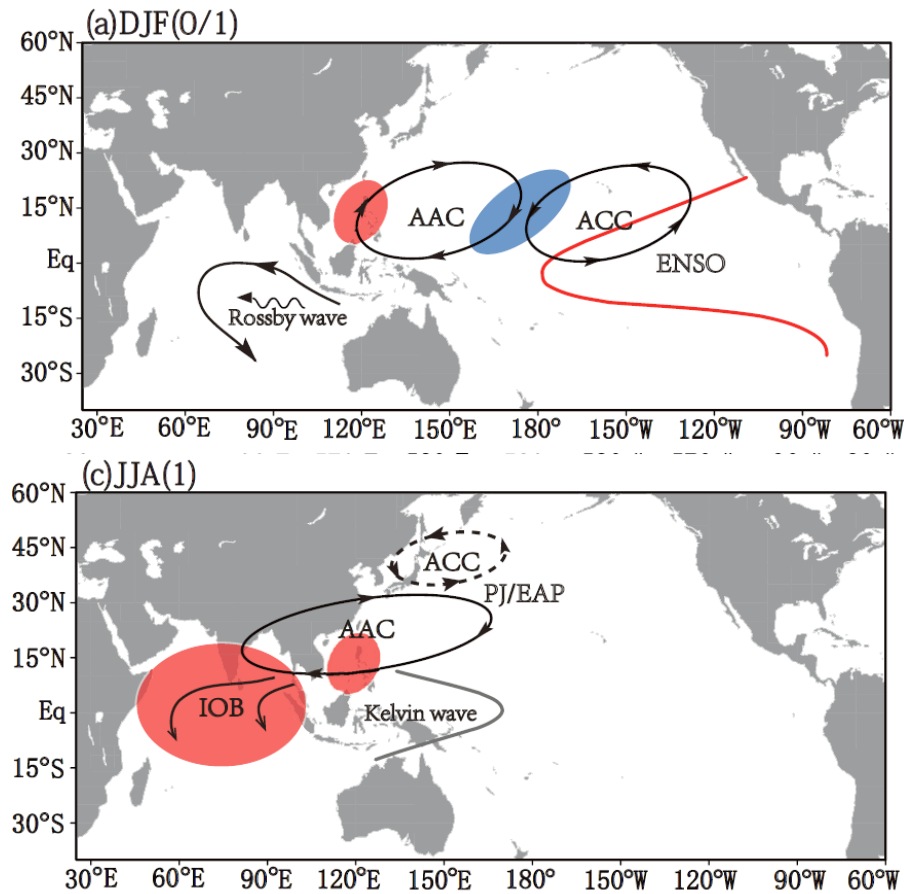 (a)DJF(0/1)
60°N
45°N
30°N
15°N
Eq
15°S
30°S
AAC
ACC
ENSO
Rossby wave
30°E 60°E 90°E 120°E 150°E 180° 150°W 120°W 90°W 60°W
(c)JJA(1)
60°N
45°N
30°N
15°N
Eq
15°S
30°S
ACC
PJ/EAP
AAC
IOB
Kelvin wave
30°E 60°E 90°E 120°E 150°E 180° 150°W 120°W 90°W 60°W